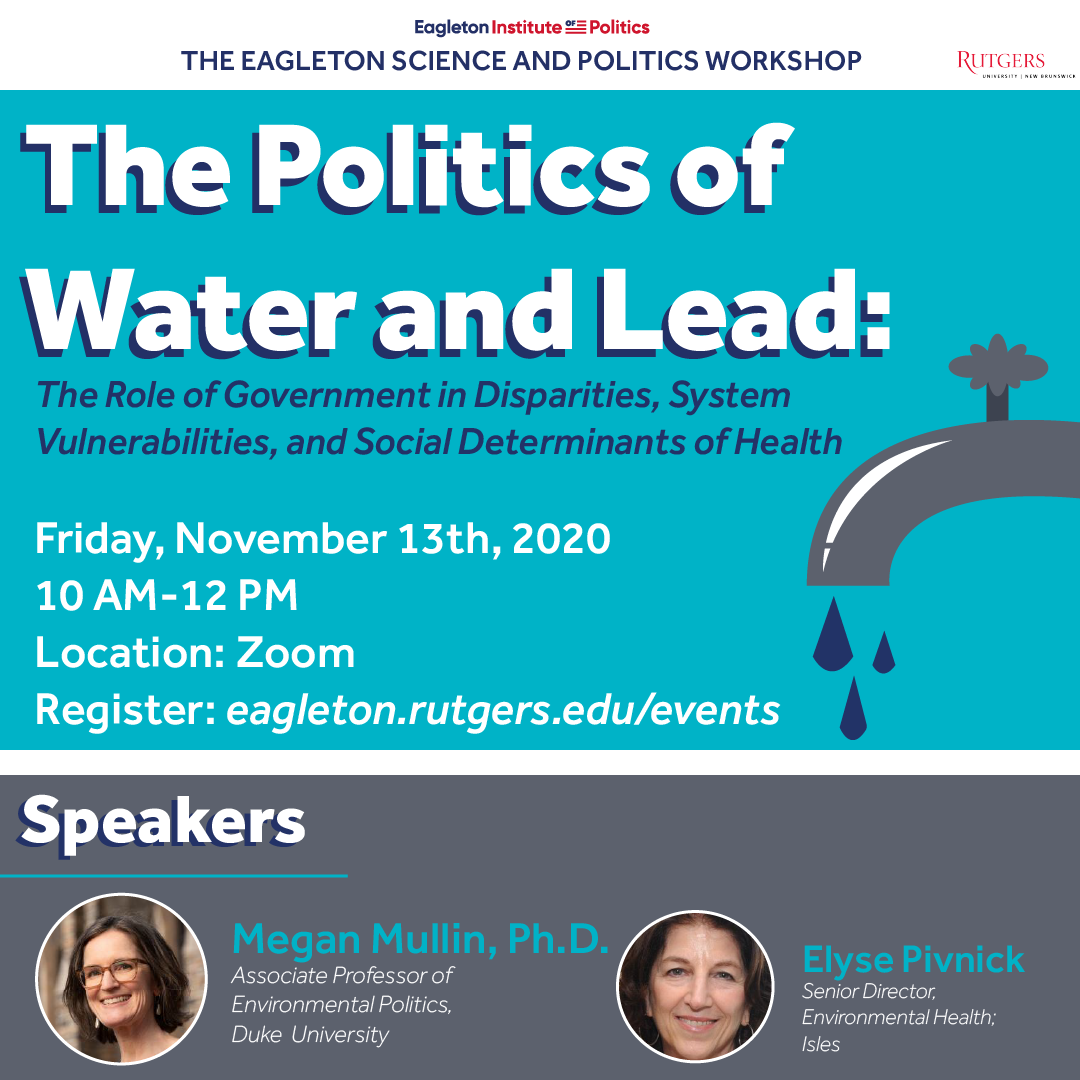 Eagleton Institute OF Politics
THE EAGLETON SCIENCE AND POLITICS WORKSHOP
RUTGERS
UNIVERSITY | NEW BRUNSWICK
The Politics of
Water and Lead:
The Role of Government in Disparities, System
Vulnerabilities, and Social Determinants of Health
Friday, November 13th, 2020
10 AM-12 PM
Location: Zoom
Register: eagleton.rutgers.edu/events
Speakers
Megan Mullin, Ph.D.
Associate Professor of
Environmental Politics,
Duke University
Elyse Pivnick
Senior Director,
Environmental Health;
Isles